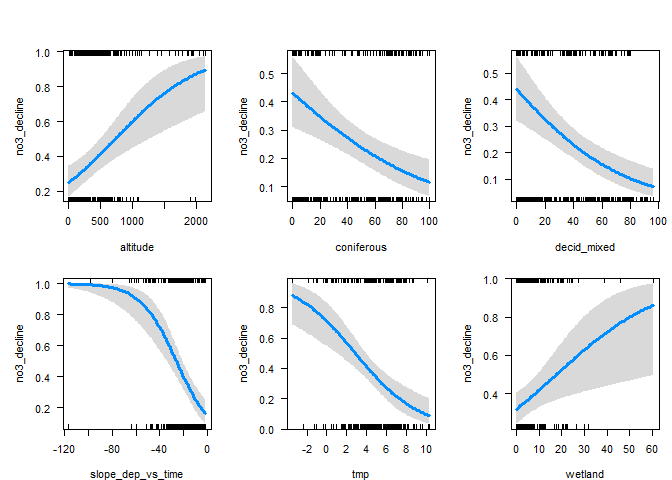 1.0
0.8
0.6
0.4
0.2
no3_decline
0 500 1000 2000
altitude
0.5
0.4
0.3
0.2
0.1
no3_decline
0 20 40 60 80 100
coniferous
0.5
0.4
0.3
0.2
0.1
no3_decline
0 20 40 60 80 100
decid_mixed
1.0
0.8
0.6
0.4
0.2
no3_decline
-120 -80 -40 0
slope_dep_vs_time
0.8
0.6
0.4
0.2
0.0
no3_decline
-2 0 2 4 6 8 10
tmp
0.8
0.6
0.4
no3_decline
0 10 20 30 40 50 60
wetland